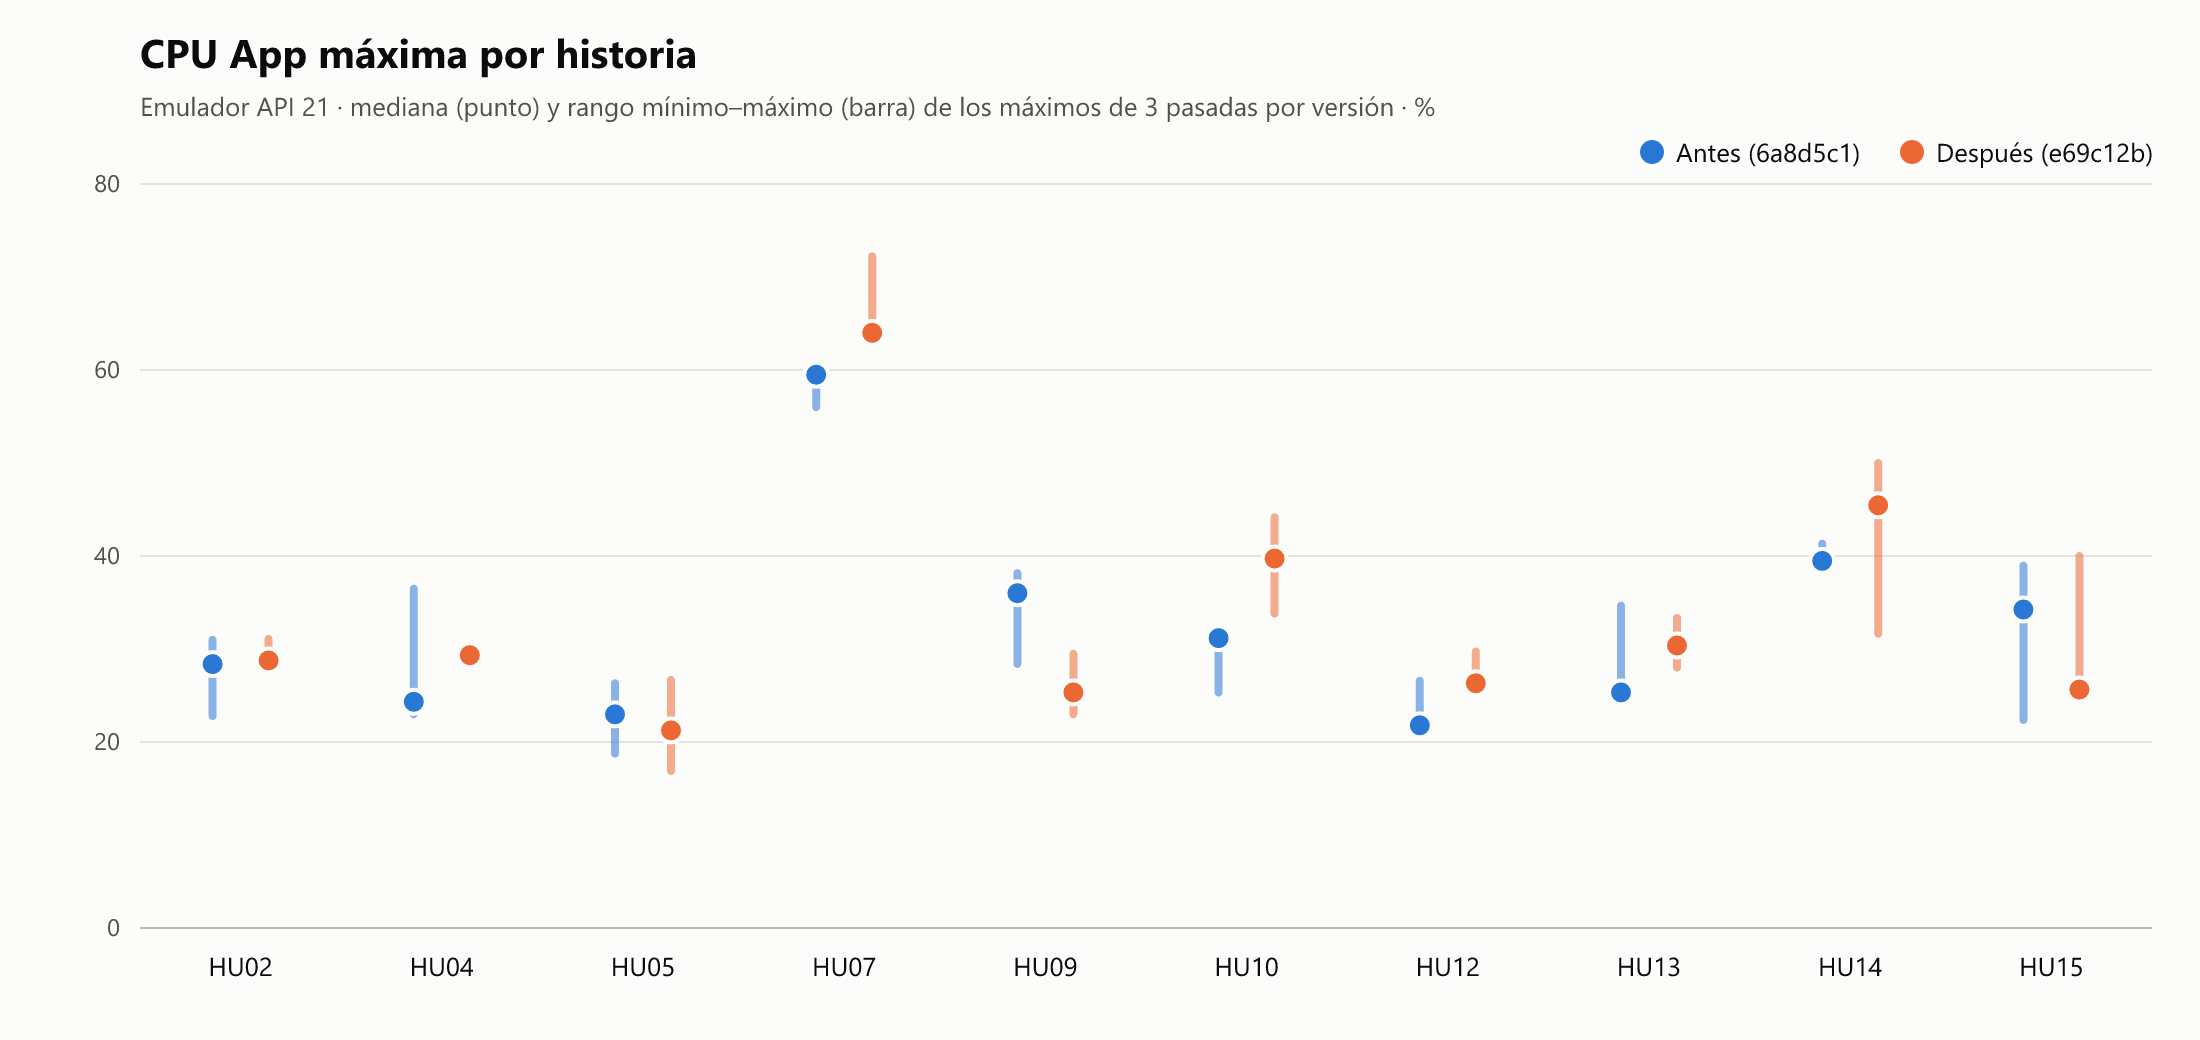 CPU App máxima por historia
Emulador API 21 · mediana (punto) y rango mínimo–máximo (barra) de los máximos de 3 pasadas por versión · %
Antes (6a8d5c1) Después (e69c12b)
80
60
40
20
0
HU02 HU04 HU05 HU07 HU09 HU10 HU12 HU13 HU14 HU15